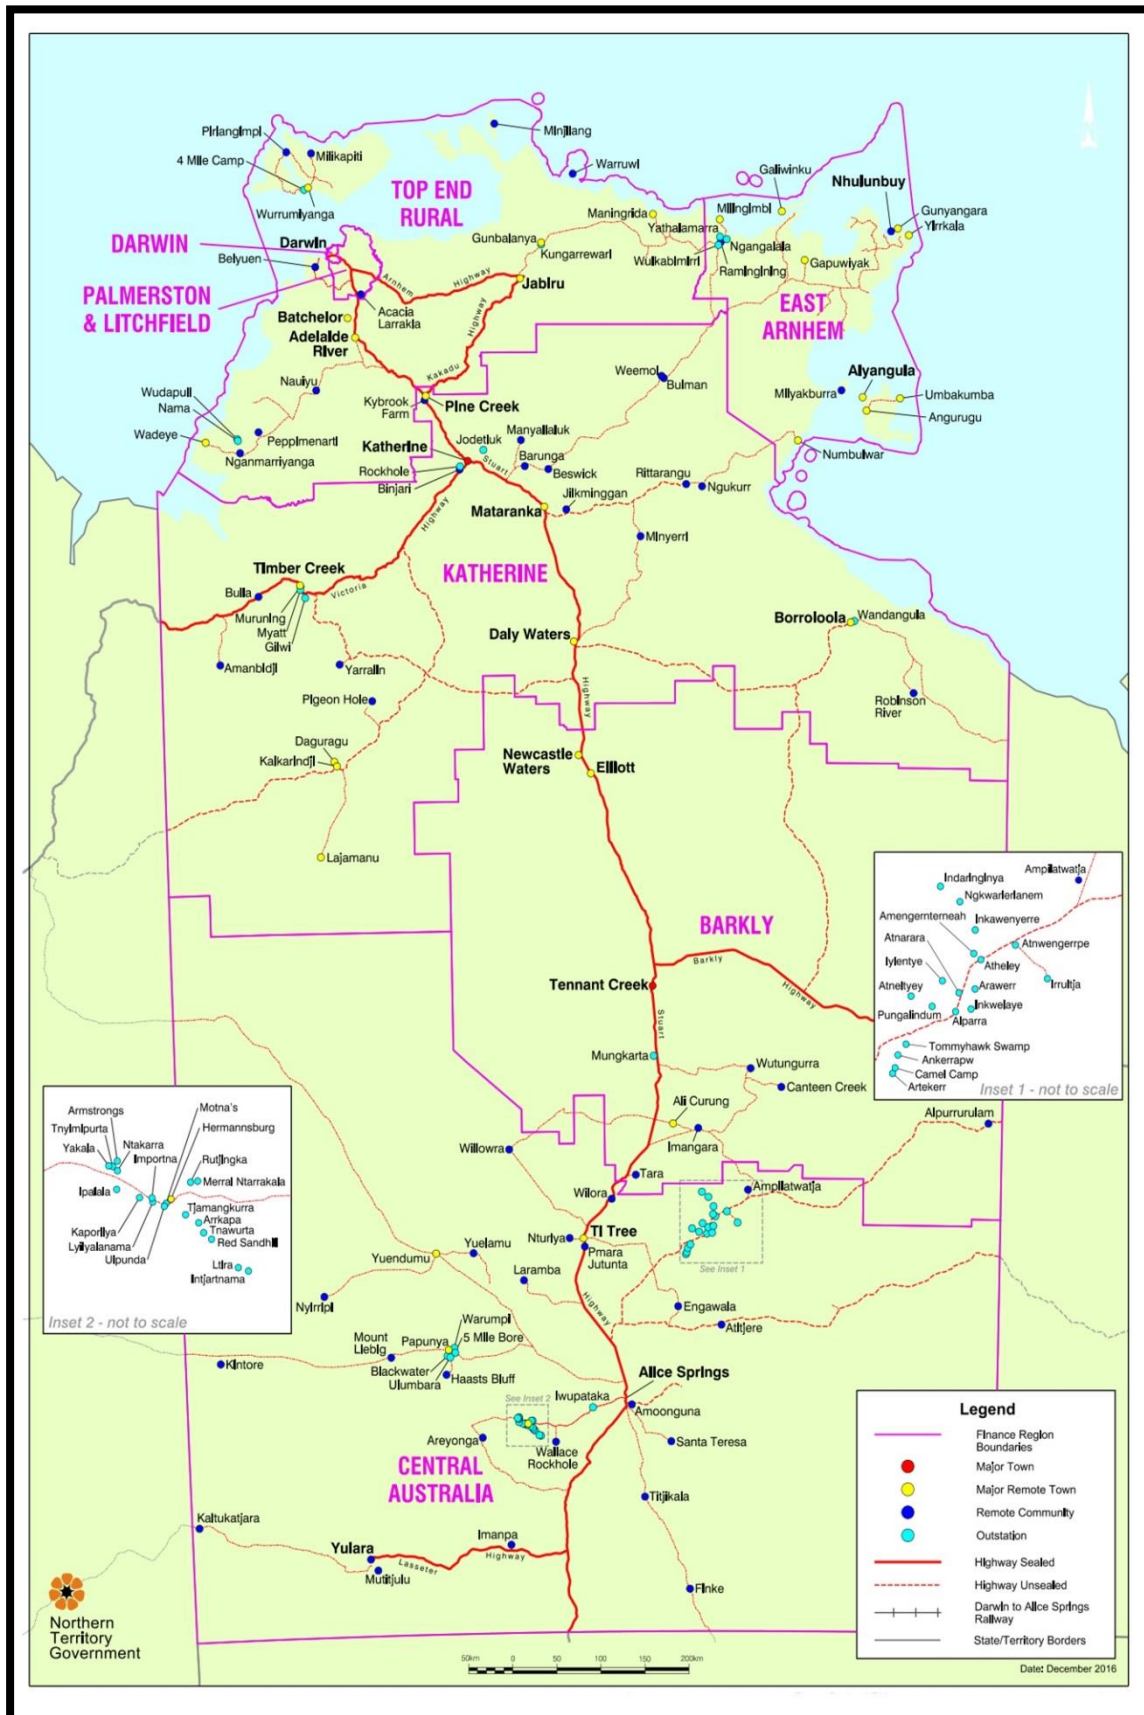 Pirlangimpi
Milikapiti
4 Mile Camp
Wurrumiyanga
Minjilang
Warruwi
TOP END
RURAL
DARWIN
Darwin
Belyuen
PALMERSTON
& LITCHFIELD
Acacia
Larrakia
Arnhem
Highway
Gunbalanya
Kungarrewarl
Jabiru
Maningrida
Milingimbi
Galiwinku
Nhulunbuy
Gunyangara
Yirrkala
Yathalamarra
Ngangalala
Wulkabimirri
Ramingining
Gapuwiyak
EAST
ARNHEM
Batchelor
Adelaide
River
Kakadu
Highway
Nauiyu
Wudapuli
Nama
Wadeye
Peppimenarti
Nganmarriyanga
Kybrook
Farm
Pine Creek
Weemol
Bulman
Milyakburra
Alyangula
Umbakumba
Angurugu
Numbulwar
Katherine
Rockhole
Binjari
Jodetluk
Manyallaluk
Barunga
Beswick
Stuart
Jilkminggan
Mataranka
Rittarangu
Ngukurr
Minyerri
Highway
Victoria
Timber Creek
Bulla
Muruning
Myatt
Gilwi
KATHERINE
Amanbidji
Yarralin
Pigeon Hole
Daly Waters
Borroloola
Wandangula
Robinson
River
Highway
Daguragu
Kalkarindji
Lajamanu
Newcastle
Waters
Elliott
BARKLY
Barkly
Highway
Tennant Creek
Stuart
Mungkarta
Wutungurra
Canteen Creek
Ali Curung
Imangara
Alpurrurulam
Willowra
Tara
Wilora
Ampilatwatja
See Inset 1
Ti Tree
Nturiya
Pmara
Jutunta
Yuendumu
Yuelamu
Laramba
Nyirripi
Engawala
Atitjere
Highway
Mount
Liebig
Papunya
Warumpi
5 Mile Bore
Blackwater
Ulumbara
Haasts Bluff
Kintore
Alice Springs
Iwupataka
Amoonguna
Santa Teresa
See Inset 2
Areyonga
Wallace
Rockhole
CENTRAL
AUSTRALIA
Titjikala
Kaltukatjara
Yulara
Mutitjulu
Imanpa
Lasseter
Highway
Finke
Indaringinya
Ampilatwatja
Ngkwarlerlanem
Amengernterneah
Inkawenyerre
Atnarara
Atnwengerrpe
Iylentye
Atheley
Atneltyey
Arawerr
Irrultja
Inkwelaye
Pungalindum
Alparra
Tommyhawk Swamp
Ankerrapw
Camel Camp
Artekerr
Inset 1 - not to scale
Armstrongs
Motna's
Tnyimipurta
Hermannsburg
Yakala
Ntakarra
Importna
Rutjingka
Merral Ntarrakala
Ipalala
Tjamangkurra
Arrkapa
Kaporilya
Tnawurta
Lyilyalanama
Red Sandhill
Ulpunda
Ltira
Intjartnama
Inset 2 - not to scale
Legend
Finance Region
Boundaries
Major Town
Major Remote Town
Remote Community
Outstation
Highway Sealed
Highway Unsealed
Darwin to Alice Springs
Railway
State/Territory Borders
Northern
Territory
Government
50km 0 50 100 150 200km
Date: December 2016